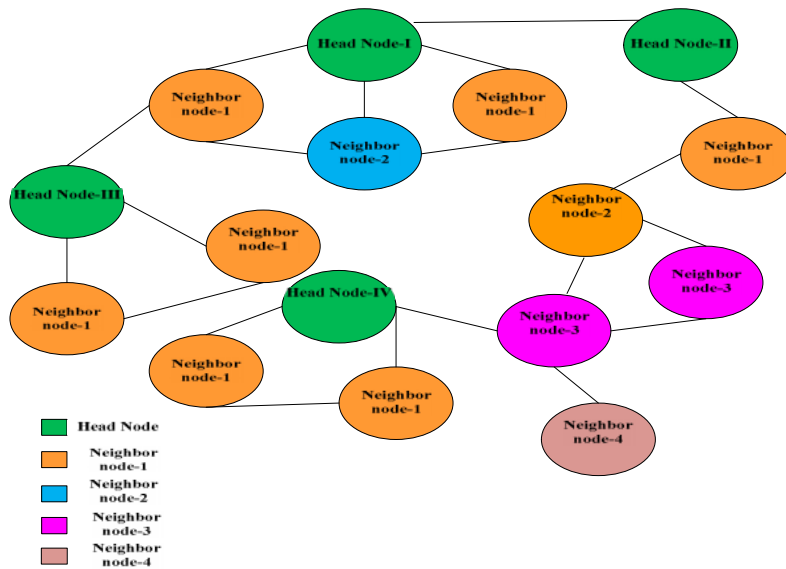 Head Node-I
Head Node-II
Neighbor
node-1
Neighbor
node-1
Neighbor
node-2
Neighbor
node-1
Head Node-III
Neighbor
node-2
Neighbor
node-1
Neighbor
node-3
Head Node-IV
Neighbor
node-1
Neighbor
node-3
Neighbor
node-1
Neighbor
node-1
Neighbor
node-4
Head Node
Neighbor
node-1
Neighbor
node-2
Neighbor
node-3
Neighbor
node-4